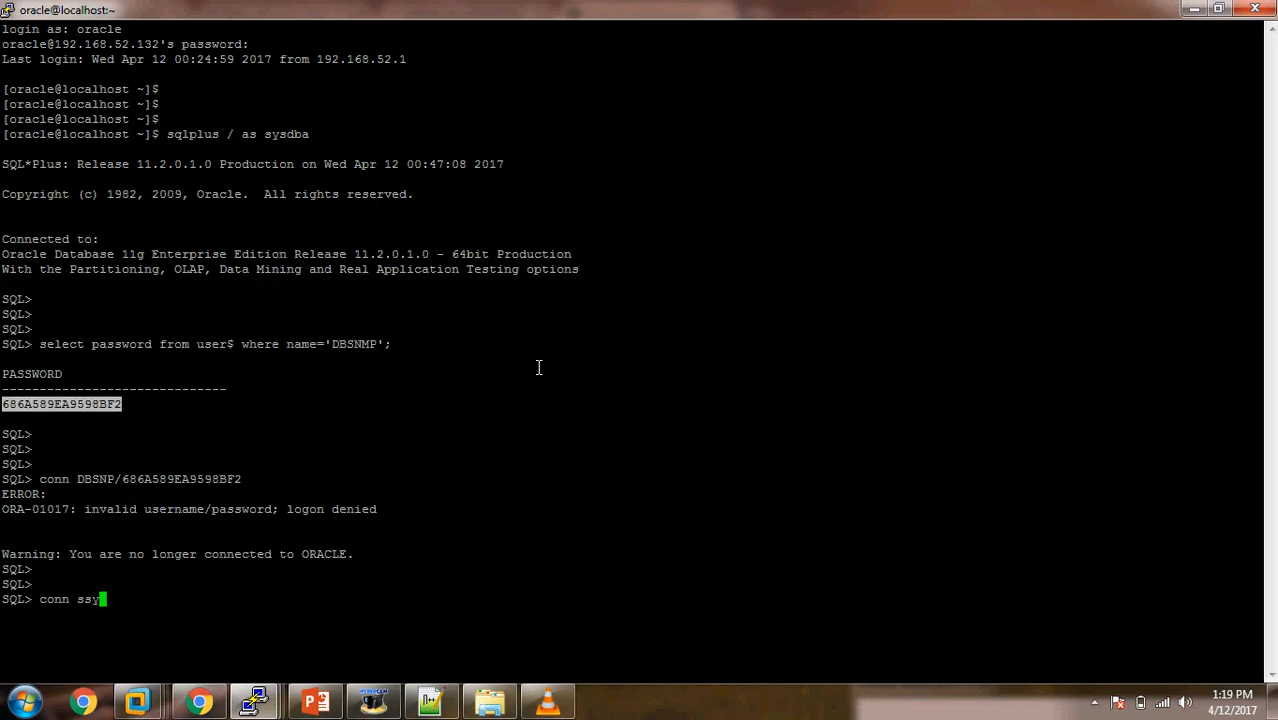 oracle@localhost:~
login as: oracle
oracle@192.168.52.132's password:
Last login: Wed Apr 12 00:24:59 2017 from 192.168.52.1
[oracle@localhost ~]$
[oracle@localhost ~]$
[oracle@localhost ~]$
[oracle@localhost ~]$ sqlplus / as sysdba
SQL*Plus: Release 11.2.0.1.0 Production on Wed Apr 12 00:47:08 2017
Copyright (c) 1982, 2009, Oracle.  All rights reserved.
Connected to:
Oracle Database 11g Enterprise Edition Release 11.2.0.1.0 - 64bit Production
With the Partitioning, OLAP, Data Mining and Real Application Testing options
SQL>
SQL>
SQL>
SQL> select password from user$ where name='DBSNMP';
PASSWORD
------------------------------
686A589EA9598BF2
SQL>
SQL>
SQL>
SQL> conn DBSNP/686A589EA9598BF2
ERROR:
ORA-01017: invalid username/password; logon denied
Warning: You are no longer connected to ORACLE.
SQL>
SQL>
SQL> conn ssy
1:19 PM
4/12/2017